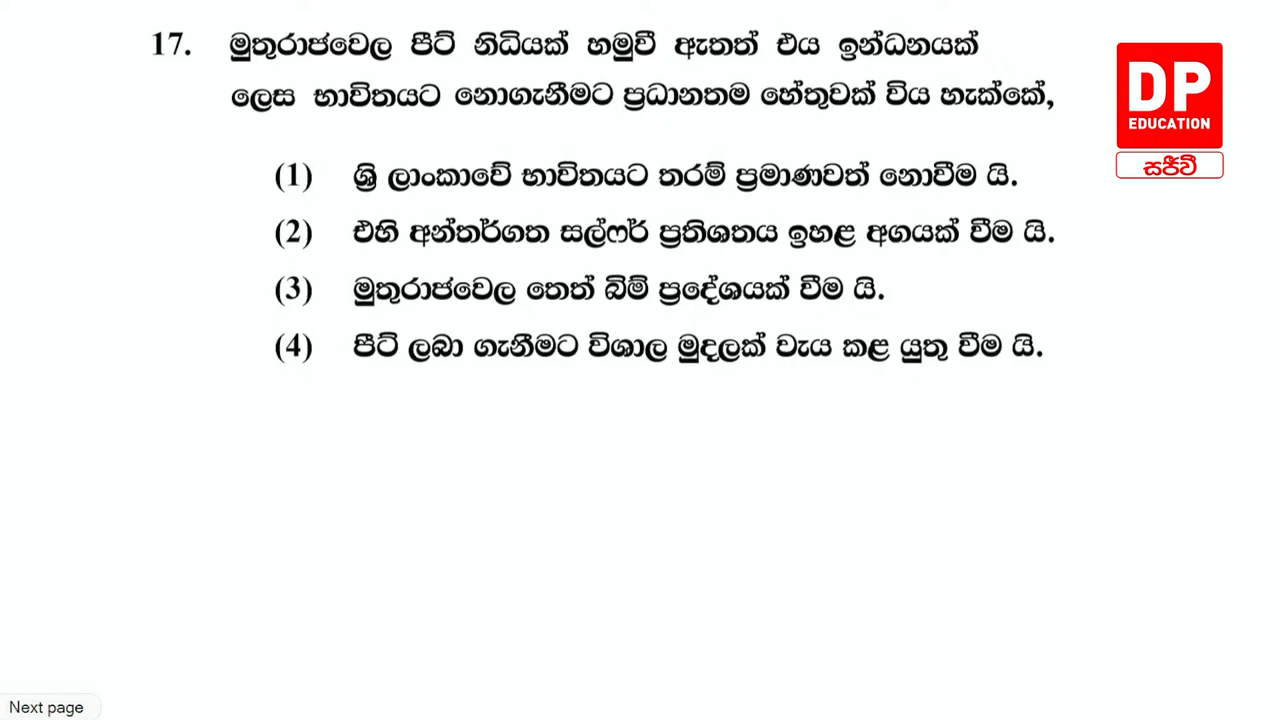 17. මුතුරාජවෙල පීට් නිධියක් හමුවී ඇතත් එය ඉන්ධනයක්
ලෙස භාවිතයට නොගැනීමට ප්‍රධානතම හේතුවක් විය හැක්කේ,
(1) ශ්‍රි ලාංකාවේ භාවිතයට තරම් ප්‍රමාණවත් නොවීම යි.
(2) එහි අන්තර්ගත සල්ෆර් ප්‍රතිශතය ඉහළ අගයක් වීම යි.
(3) මුතුරාජවෙල තෙත් බිම් ප්‍රදේශයක් වීම යි.
(4) පීට් ලබා ගැනීමට විශාල මුදලක් වැය කළ යුතු වීම යි.
DP
EDUCATION
සජීවී
Next page